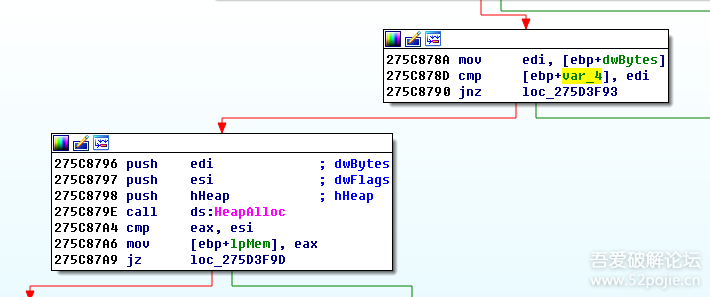 275C878A mov edi, [ebp+dwBytes]
275C878D cmp [ebp+var_4], edi
275C8790 jnz loc_275D3F93
275C8796 push edi ; dwBytes
275C8797 push esi ; dwFlags
275C8798 push hHeap ; hHeap
275C879E call ds:HeapAlloc
275C87A4 cmp eax, esi
275C87A6 mov [ebp+lpMem], eax
275C87A9 jz loc_275D3F9D
吾爱破解论坛
www.52pojie.cn